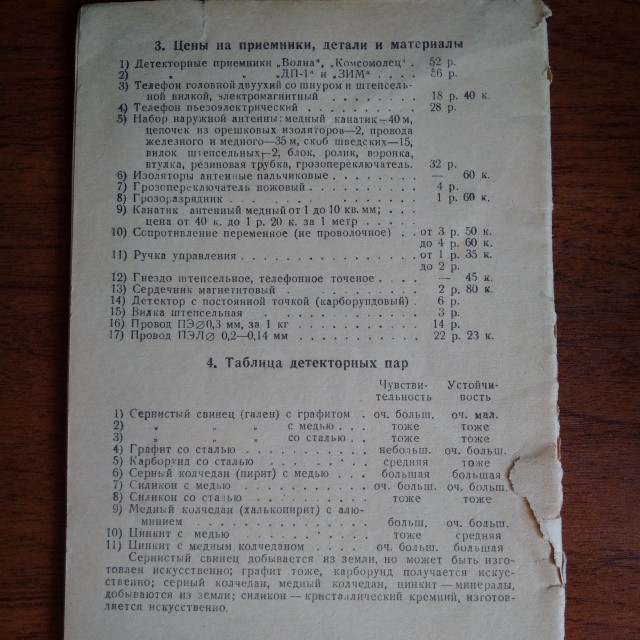 3. Цены на приемники, детали и материалы
1) Детекторные приемники „Волна", „Комсомолец" . 52 р.
2) „ „ „ДП-1" и „ЗИМ" . . . . 56 р.
3) Телефон головной двуухий со шнуром и штепсель-
ной вилкой, электромагнитный . . . . . . . 18 р. 40 к.
4) Телефон пьезоэлектрический . . . . . . . . 28 р.
5) Набор наружной антенны: медный канатик—40 м,
цепочек из орешковых изоляторов—2, провода
железного и медного—35 м, скоб шведских—15,
вилок штепсельных—2, блок, ролик, воронка,
втулка, резиновая трубка, грозопереключатель. 32 р.
6) Изоляторы антенные пальчиковые . . . . . . — 60 к.
7) Грозопереключатель ножовый . . . . . . . . 4 р.
8) Грозоразрядник . . . . . . . . . . . . . 1 р. 60 к.
9) Канатик антенный медный от 1 до 10 кв. мм; . . .
цена от 40 к. до 1 р. 20 к. за 1 метр . . . .
10) Сопротивление переменное (не проволочное) . . от 3 р. 50 к.
до 4 р. 60 к.
11) Ручка управления . . . . . . . . . . . . от 1 р. 35 к.
до 2 р.
12) Гнездо штепсельное, телефонное точеное . . . . — 45 к.
13) Сердечник магнетитовый . . . . . . . . . . 2 р. 80 к.
14) Детектор с постоянной точкой (карборундовый) . 6 р.
15) Вилка штепсельная . . . . . . . . . . . 3 р.
16) Провод ПЭ∅0,3 мм, за 1 кг . . . . . . . . 14 р.
17) Провод ПЭЛ∅ 0,2—0,14 мм . . . . . . . . 22 р. 23 к.
4. Таблица детекторных пар
Чувстви- Устойчи-
тельность вость
1) Сернистый свинец (гален) с графитом . оч. больш. оч. мал.
2) „ „ „ с медью . . . тоже тоже
3) „ „ „ со сталью . . тоже тоже
4) Графит со сталью . . . . . . . . небольш. оч. больш.
5) Карборунд со сталью . . . . . . . средняя тоже
6) Серный колчедан (пирит) с медью . . . большая большая
7) Силикон с медью . . . . . . . . . оч. больш. оч. больш.
8) Силикон со сталью . . . . . . . . тоже тоже
9) Медный колчедан (халькопирит) с алю-
минием . . . . . . . . . . . больш. оч. больш.
10) Цинкит с медью . . . . . . . . . тоже средняя
11) Цинкит с медным колчеданом . . . . . оч. больш. большая
Сернистый свинец добывается из земли, но может быть изго-
товлен искусственно; графит тоже, карборунд получается искус-
ственно; серный колчедан, медный колчедан, цинкит — минералы,
добываются из земли; силикон — кристаллический кремний, изготов-
ляется искусственно.